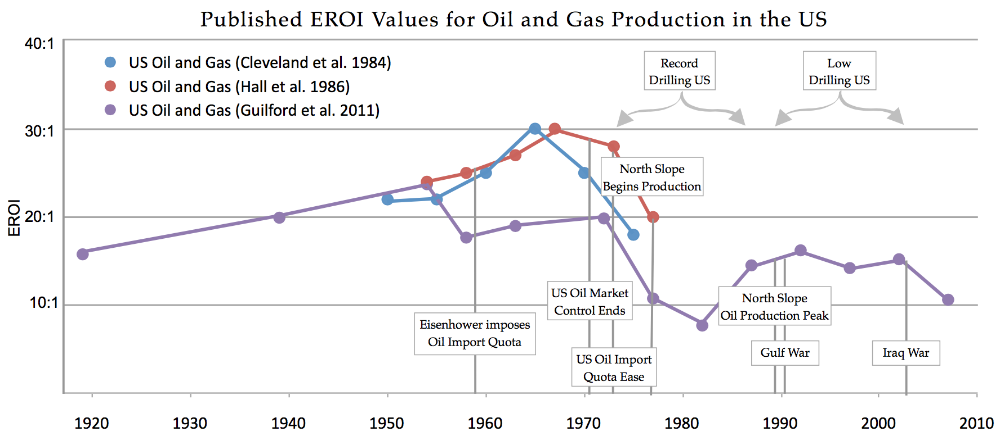 Published EROI Values for Oil and Gas Production in the US
40:1
30:1
20:1
10:1
EROI
US Oil and Gas (Cleveland et al. 1984)
US Oil and Gas (Hall et al. 1986)
US Oil and Gas (Guilford et al. 2011)
Record
Drilling US
Low
Drilling US
North Slope
Begins Production
US Oil Market
Control Ends
North Slope
Oil Production Peak
Eisenhower imposes
Oil Import Quota
US Oil Import
Quota Ease
Gulf War
Iraq War
1920
1930
1940
1950
1960
1970
1980
1990
2000
2010